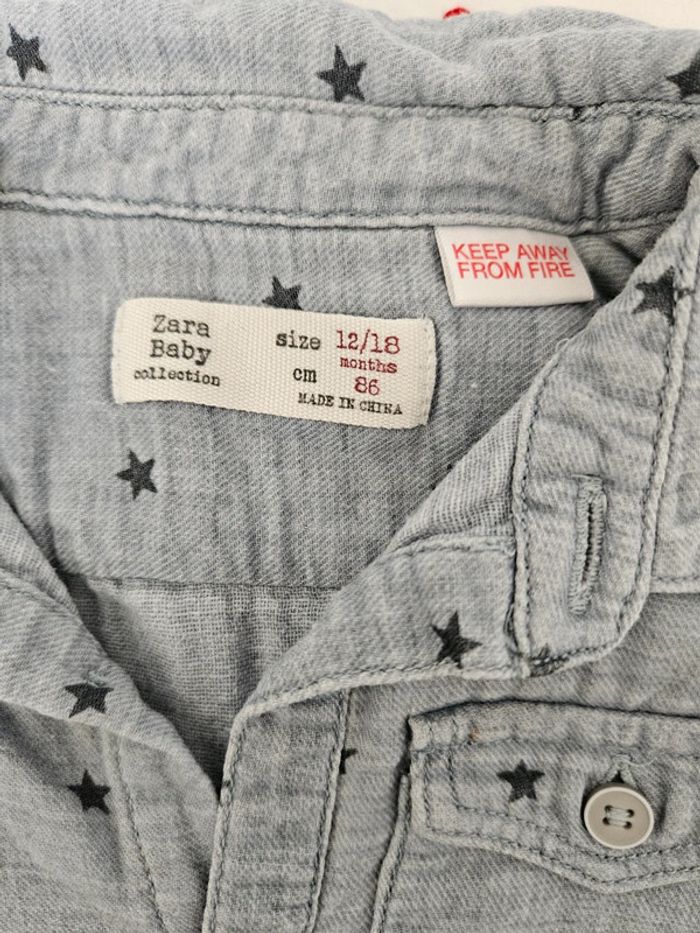 KEEP AWAY
FROM FIRE
Zara
Baby
collection
size 12/18
months
cm 86
MADE IN CHINA